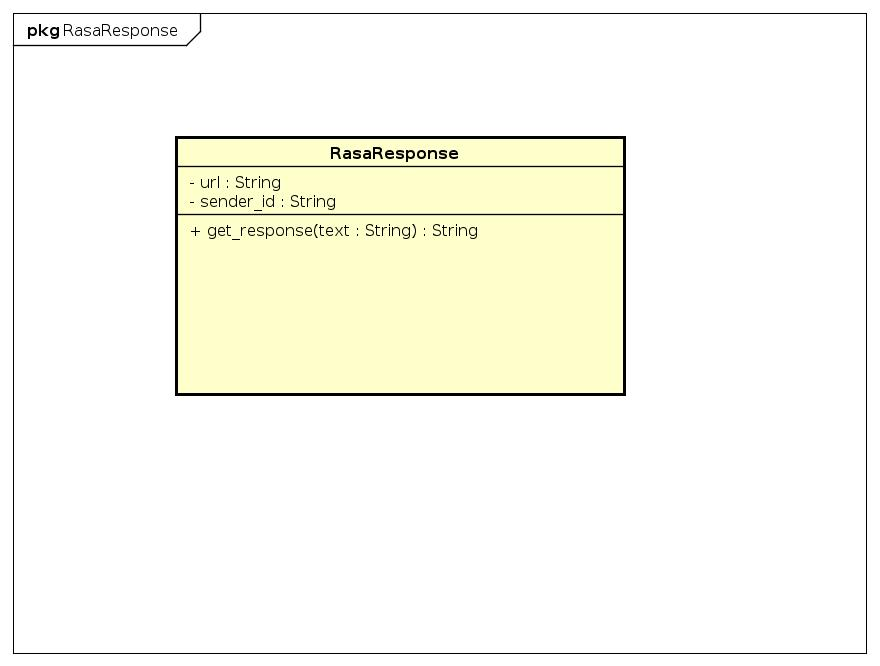 pkg RasaResponse
RasaResponse
- url : String
- sender_id : String
+ get_response(text : String) : String